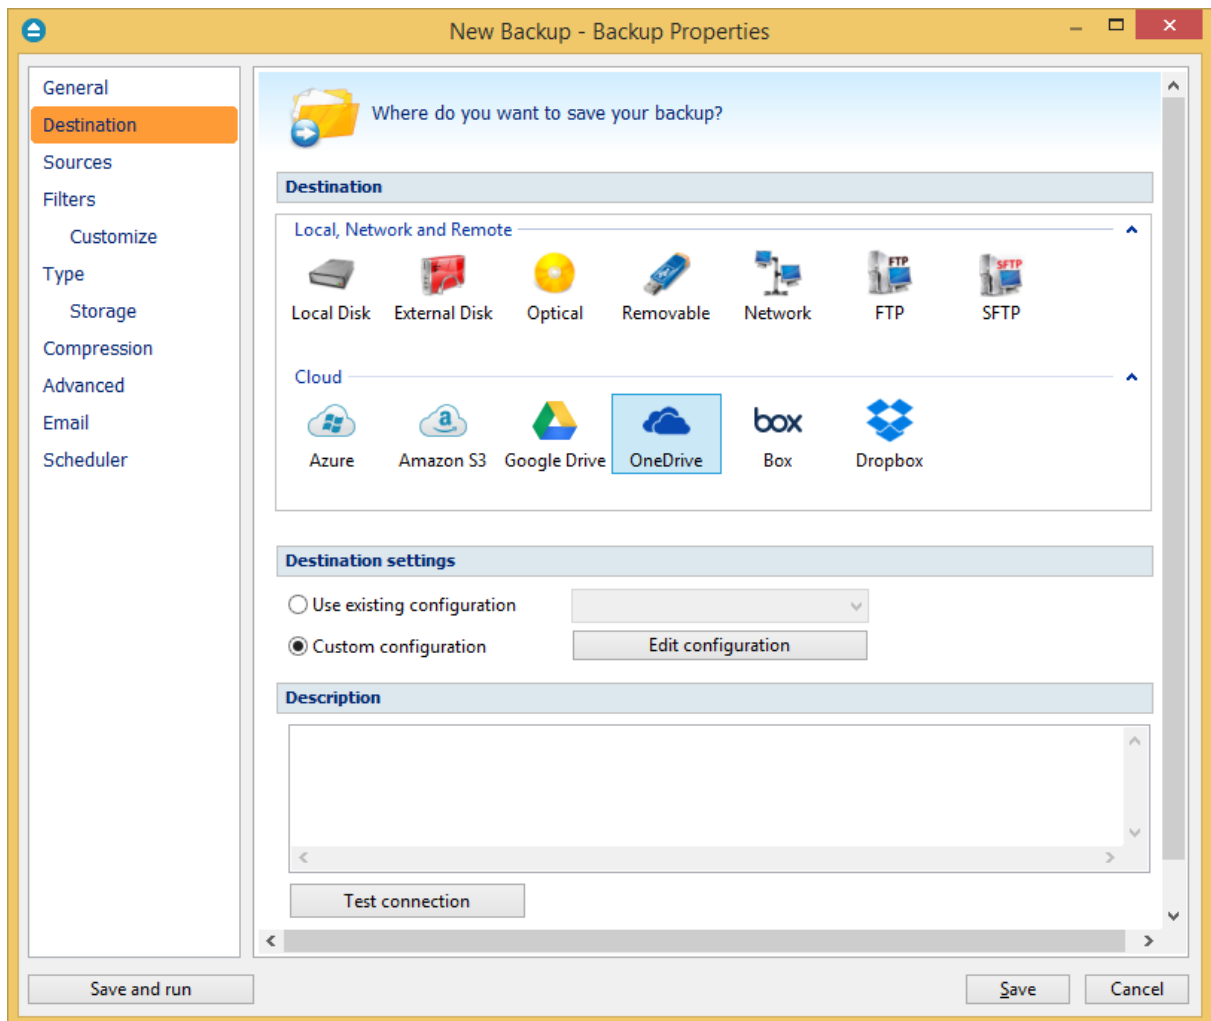 New Backup - Backup Properties
General
Destination
Sources
Filters
Customize
Type
Storage
Compression
Advanced
Email
Scheduler
Where do you want to save your backup?
Destination
Local, Network and Remote
FTP SFTP
Local Disk External Disk Optical Removable Network FTP SFTP
Cloud
a box
Azure Amazon S3 Google Drive OneDrive Box Dropbox
Destination settings
Use existing configuration
Custom configuration Edit configuration
Description
Test connection
Save and run Save Cancel